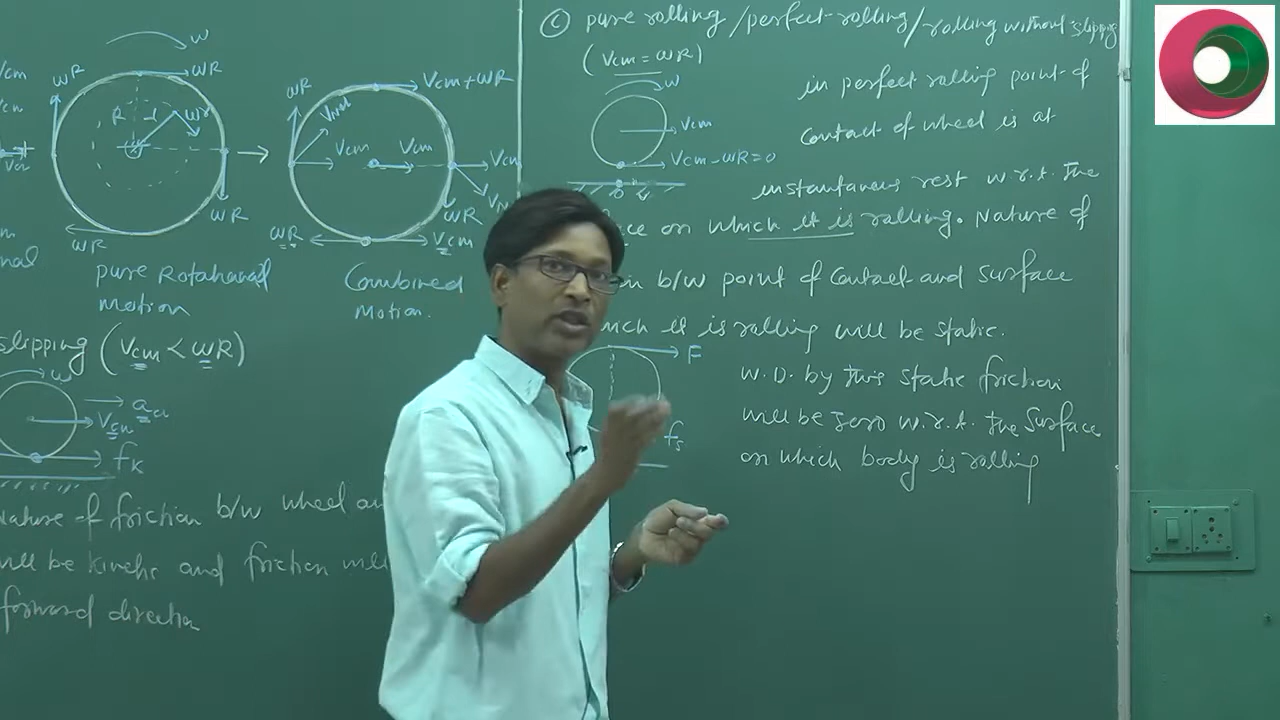 ω
ωR
ωR
R
ωr
ωR
ωR
pure Rotational
Motion
Vcm+ωR
ωR
Vnet
Vcm
Vcm
Vcm
ωR
ωR
Vcm
Combined
Motion.
slipping (Vcm < ωR)
ω
Vcm
fk
Nature of friction b/w wheel
will be kinetic and friction will
forward direction
(c) pure rolling/perfect-rolling/rolling without slipping
(Vcm = ωR)
ω
Vcm
Vcm-ωR=0
in perfect rolling point of
contact of wheel is at
instantaneous rest w.r.t. the
on which it is rolling. Nature of
b/w point of contact and surface
which it is rolling will be static.
F
fs
W.D. by this static friction
will be zero w.r.t. the surface
on which body is rolling